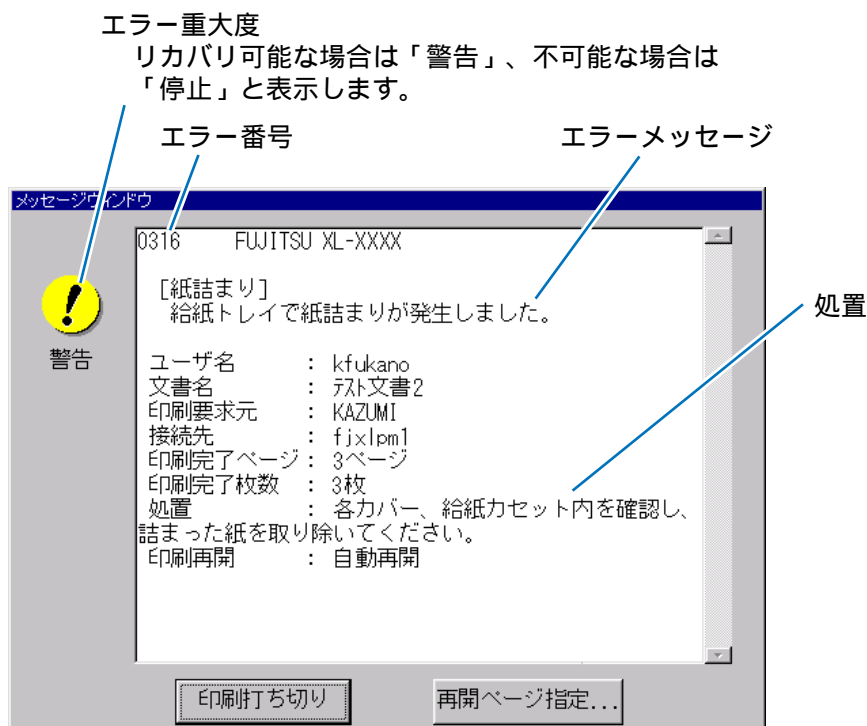 エラー重大度
リカバリ可能な場合は「警告」、不可能な場合は
「停止」と表示します。
エラー番号
エラーメッセージ
メッセージウィンドウ
0316 FUJITSU XL-XXXX
[紙詰まり]
給紙トレイで紙詰まりが発生しました。
処置
警告
ユーザ名 : kfukano
文書名 : ﾃｽﾄ文書2
印刷要求元 : KAZUMI
接続先 : fjxlpm1
印刷完了ページ : 3ページ
印刷完了枚数 : 3枚
処置 : 各カバー、給紙カセット内を確認し、
詰まった紙を取り除いてください。
印刷再開 : 自動再開
印刷打ち切り
再開ページ指定...